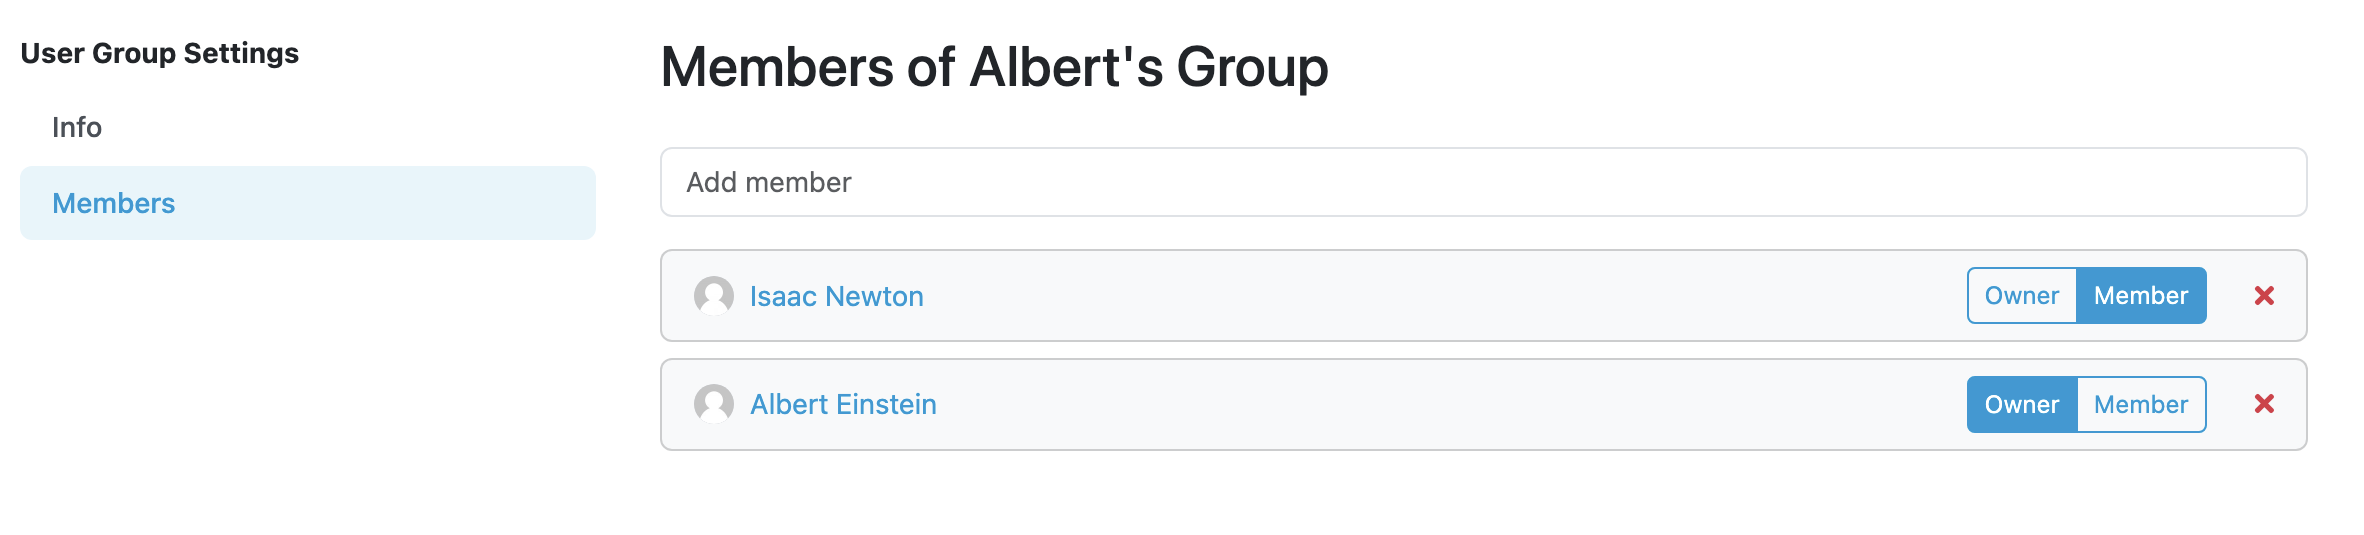 User Group Settings
Info
Members
Members of Albert's Group
Add member
Isaac Newton
Owner Member
Albert Einstein
Owner Member